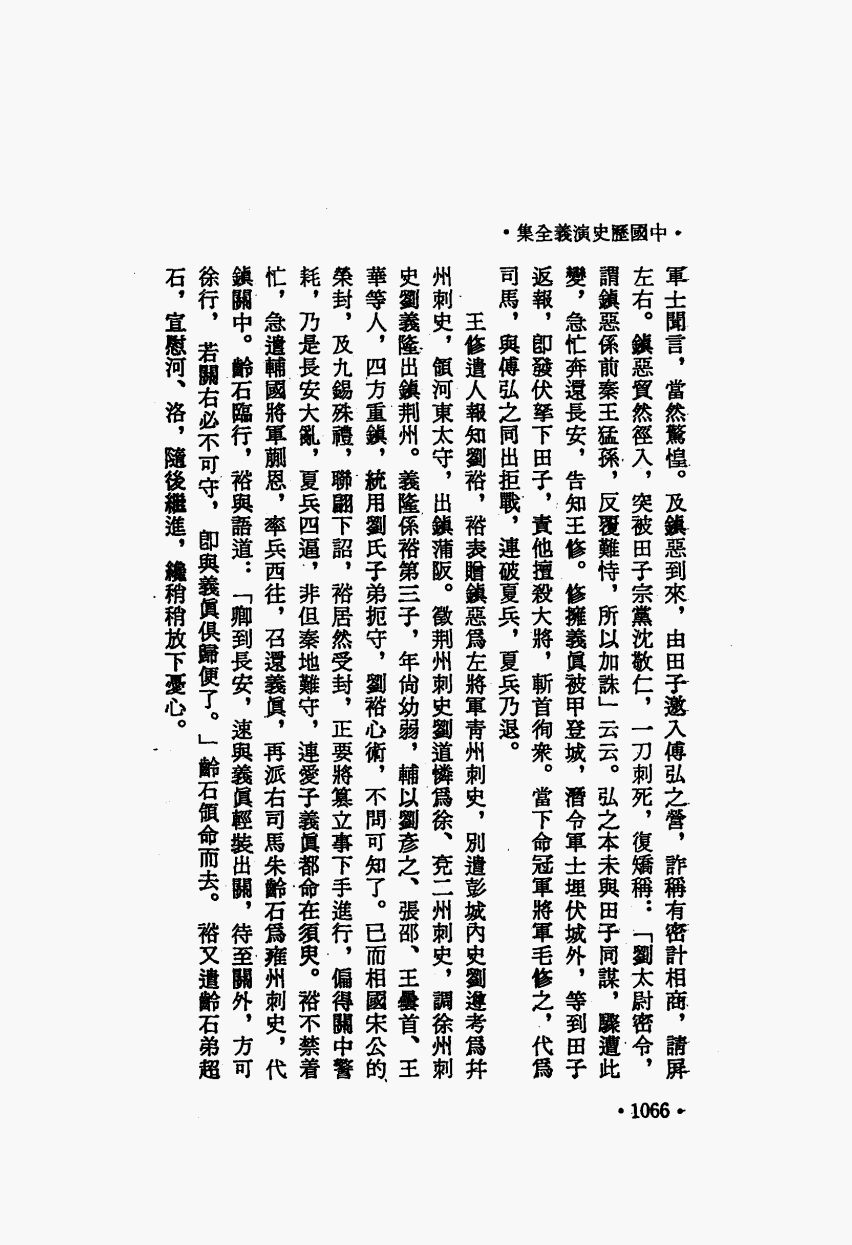 •中國歷史演義全集•
軍士聞言，當然驚惶。及鎮惡到來，由田子邀入傅弘之營，詐稱有密計相商，請屏
左右。鎮惡貿然徑入，突被田子宗黨沈敬仁，一刀刺死，復矯稱：「劉太尉密令，
謂鎮惡係前秦王猛孫，反覆難恃，所以加誅」云云。弘之本未與田子同謀，驟遭此
變，急忙奔還長安，告知王修。修擁義眞被甲登城，潛令軍士埋伏城外，等到田子
返報，卽發伏拏下田子，責他擅殺大將，斬首徇衆。當下命冠軍將軍毛修之，代爲
司馬，與傅弘之同出拒戰，連破夏兵，夏兵乃退。
王修遣人報知劉裕，裕表贈鎮惡爲左將軍青州刺史，別遣彭城內史劉遵考爲幷
州刺史，領河東太守，出鎮蒲阪。徵荆州刺史劉道憐爲徐、兗二州刺史，調徐州刺
史劉義隆出鎮荆州。義隆係裕第三子，年尙幼弱，輔以劉彥之、張邵、王曇首、王
華等人，四方重鎮，統用劉氏子弟扼守，劉裕心術，不問可知了。已而相國宋公的
榮封，及九錫殊禮，聯翩下詔，裕居然受封，正要將篡立事下手進行，偏得關中警
耗，乃是長安大亂，夏兵四逼，非但秦地難守，連愛子義眞都命在須臾。裕不禁着
忙，急遣輔國將軍蒯恩，率兵西往，召還義眞，再派右司馬朱齡石爲雍州刺史，代
鎮關中。齡石臨行，裕與語道：「卿到長安，速與義眞輕裝出關，待至關外，方可
徐行，若關右必不可守，卽與義眞俱歸便了。」齡石領命而去。裕又遣齡石弟超
石，宣慰河、洛，隨後繼進，纔稍稍放下憂心。
•1066•